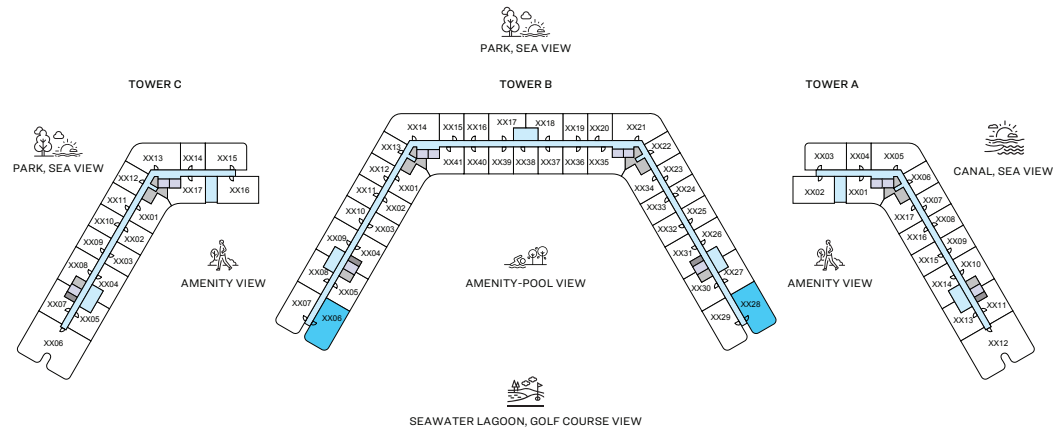 PARK, SEA VIEW
TOWER C
TOWER B
TOWER A
PARK, SEA VIEW
CANAL, SEA VIEW
XX13
XX14
XX15
XX12
XX17
XX16
XX11
XX01
XX10
XX02
XX09
XX03
XX08
XX04
XX07
XX05
XX06
AMENITY VIEW
XX14
XX15
XX16
XX17
XX18
XX19
XX20
XX21
XX13
XX41
XX40
XX39
XX38
XX37
XX36
XX35
XX22
XX12
XX01
XX34
XX23
XX11
XX02
XX33
XX24
XX10
XX03
XX32
XX25
XX09
XX04
XX31
XX26
XX08
XX05
XX30
XX27
XX07
XX06
XX29
XX28
AMENITY-POOL VIEW
AMENITY VIEW
XX03
XX04
XX05
XX02
XX01
XX06
XX17
XX07
XX16
XX08
XX15
XX09
XX14
XX10
XX13
XX11
XX12
SEAWATER LAGOON, GOLF COURSE VIEW